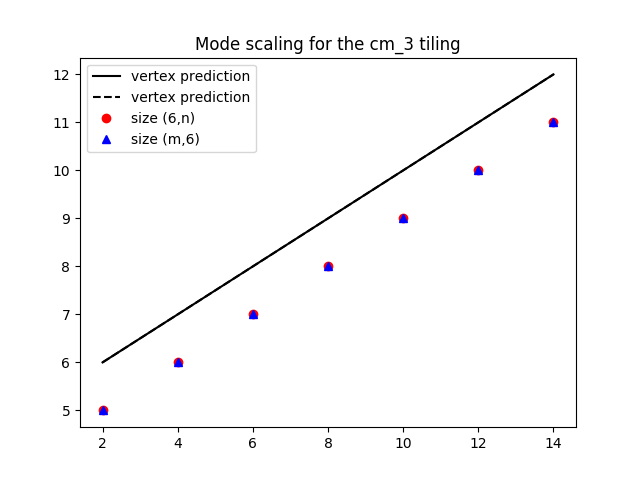 Mode scaling for the cm_3 tiling
vertex prediction
vertex prediction
size (6,n)
size (m,6)
12
11
10
9
8
7
6
5
2 4 6 8 10 12 14